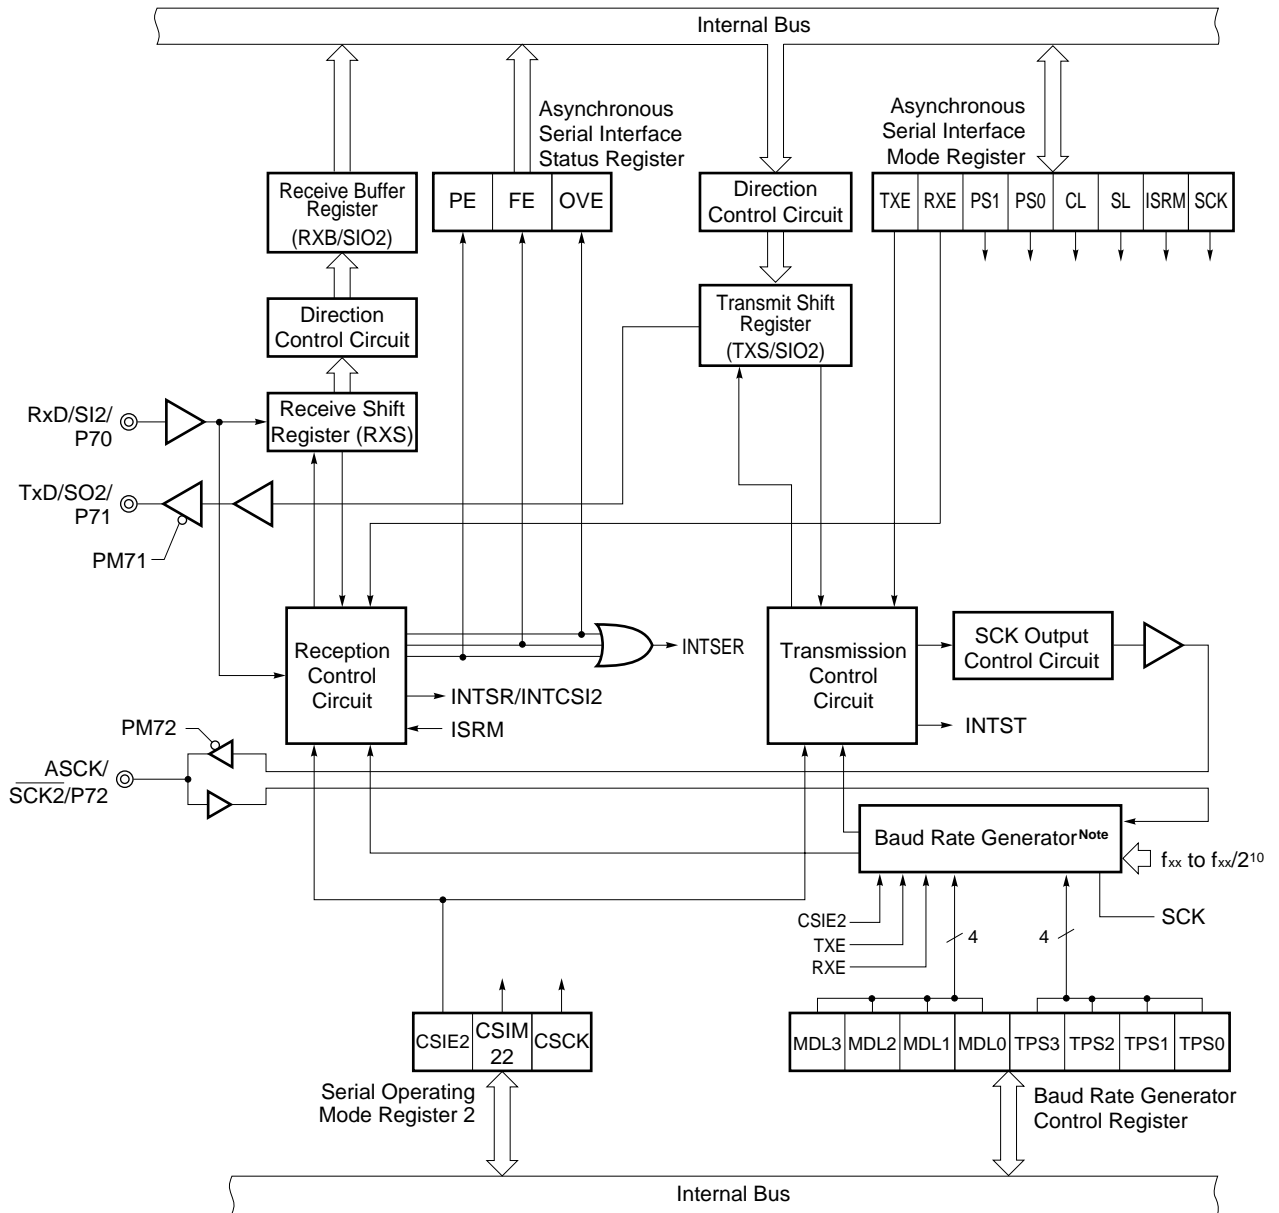 Internal Bus
Asynchronous
Serial Interface
Status Register
Asynchronous
Serial Interface
Mode Register
Receive Buffer
Register
(RXB/SIO2)
PE FE OVE
Direction
Control Circuit
TXE RXE PS1 PS0 CL SL ISRM SCK
Direction
Control Circuit
Transmit Shift
Register
(TXS/SIO2)
RxD/SI2/
P70
Receive Shift
Register (RXS)
TxD/SO2/
P71
PM71
Reception
Control
Circuit
INTSER
INTSR/INTCSI2
ISRM
Transmission
Control
Circuit
SCK Output
Control Circuit
INTST
PM72
ASCK/
SCK2/P72
Baud Rate Generator Note
fxx to fxx/2¹⁰
CSIE2
TXE
RXE
4
4
SCK
CSIE2 CSIM
22 CSCK
MDL3 MDL2 MDL1 MDL0 TPS3 TPS2 TPS1 TPS0
Serial Operating
Mode Register 2
Baud Rate Generator
Control Register
Internal Bus